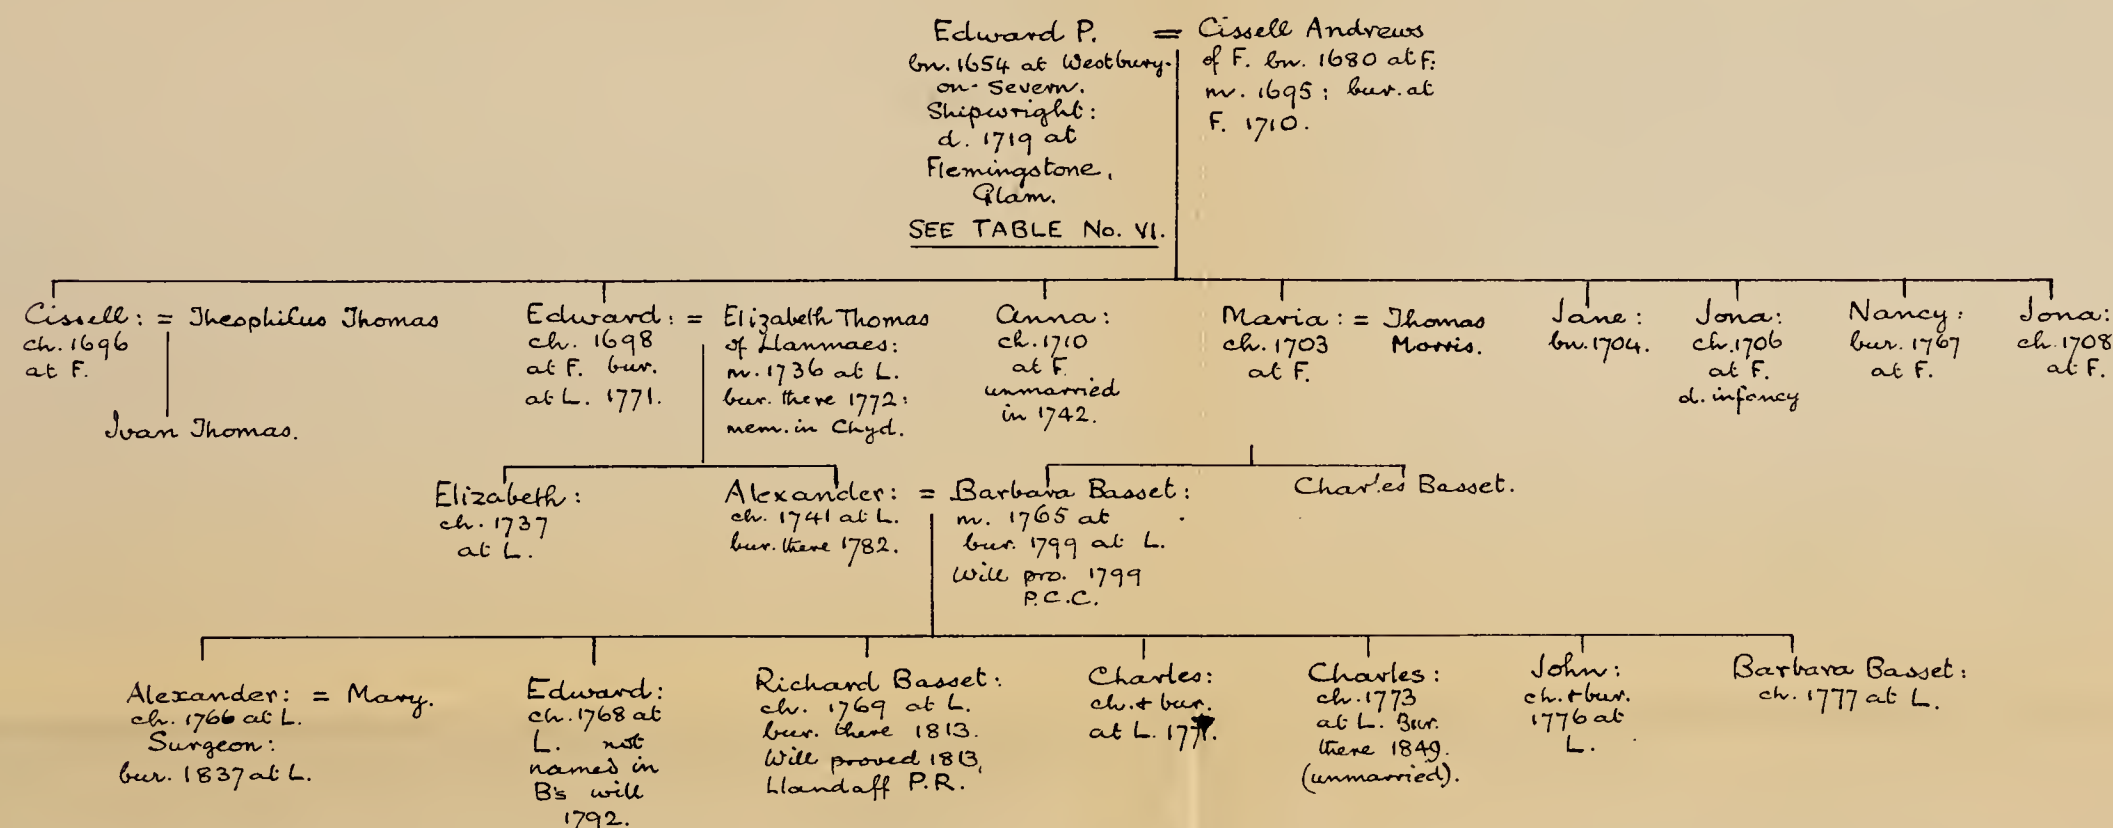 Edward P. = Cissell Andrews
bn. 1654 at Westbury-
on-Severn.
Shipwright:
d. 1719 at
Flemingstone,
Glam.
SEE TABLE No. VI.
of F. bn. 1680 at F.
m. 1695; bur. at
F. 1710.
Cissell: = Theophilus Thomas
ch. 1696
at F.
Ivan Thomas.
Edward: = Elizabeth Thomas
ch. 1698
at F. bur.
at L. 1771.
of Llanmaes:
m. 1736 at L.
bur. there 1772:
mem. in Chyd.
Anna:
ch. 1710
at F.
unmarried
in 1742.
Maria: = Thomas
Morris.
ch. 1703
at F.
Jane:
bn. 1704.
Jona:
ch. 1706
at F.
d. infancy
Nancy:
bur. 1767
at F.
Jona:
ch. 1708
at F.
Elizabeth:
ch. 1737
at L.
Alexander: = Barbara Basset:
ch. 1741 at L.
bur. there 1782.
m. 1765 at
bur. 1799 at L.
Will pro. 1799
P.C.C.
Charles Basset.
Alexander: = Mary.
ch. 1766 at L.
Surgeon:
bur. 1837 at L.
Edward:
ch. 1768 at
L. not
named in
B's will
1792.
Richard Basset:
ch. 1769 at L.
bur. there 1813.
Will proved 1813,
Llandaff P.R.
Charles:
ch. + bur.
at L.
Charles:
ch. 1773
at L. Bur.
there 1849.
(unmarried).
John:
ch. + bur.
1776 at
L.
Barbara Basset:
ch. 1777 at L.